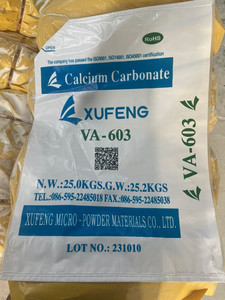 OPEN
RoHS
The company has passed the ISO9001, ISO14001, ISO45001 certification
Calcium Carbonate
XUFENG
VA-603
VA-603
N.W.:25.0KGS.G.W.:25.2KGS
TEL.:086-595-22485018 FAX.:086-595-22485038
XUFENG MICRO-POWDER MATERIALS CO., LTD.
LOT NO.: 231010